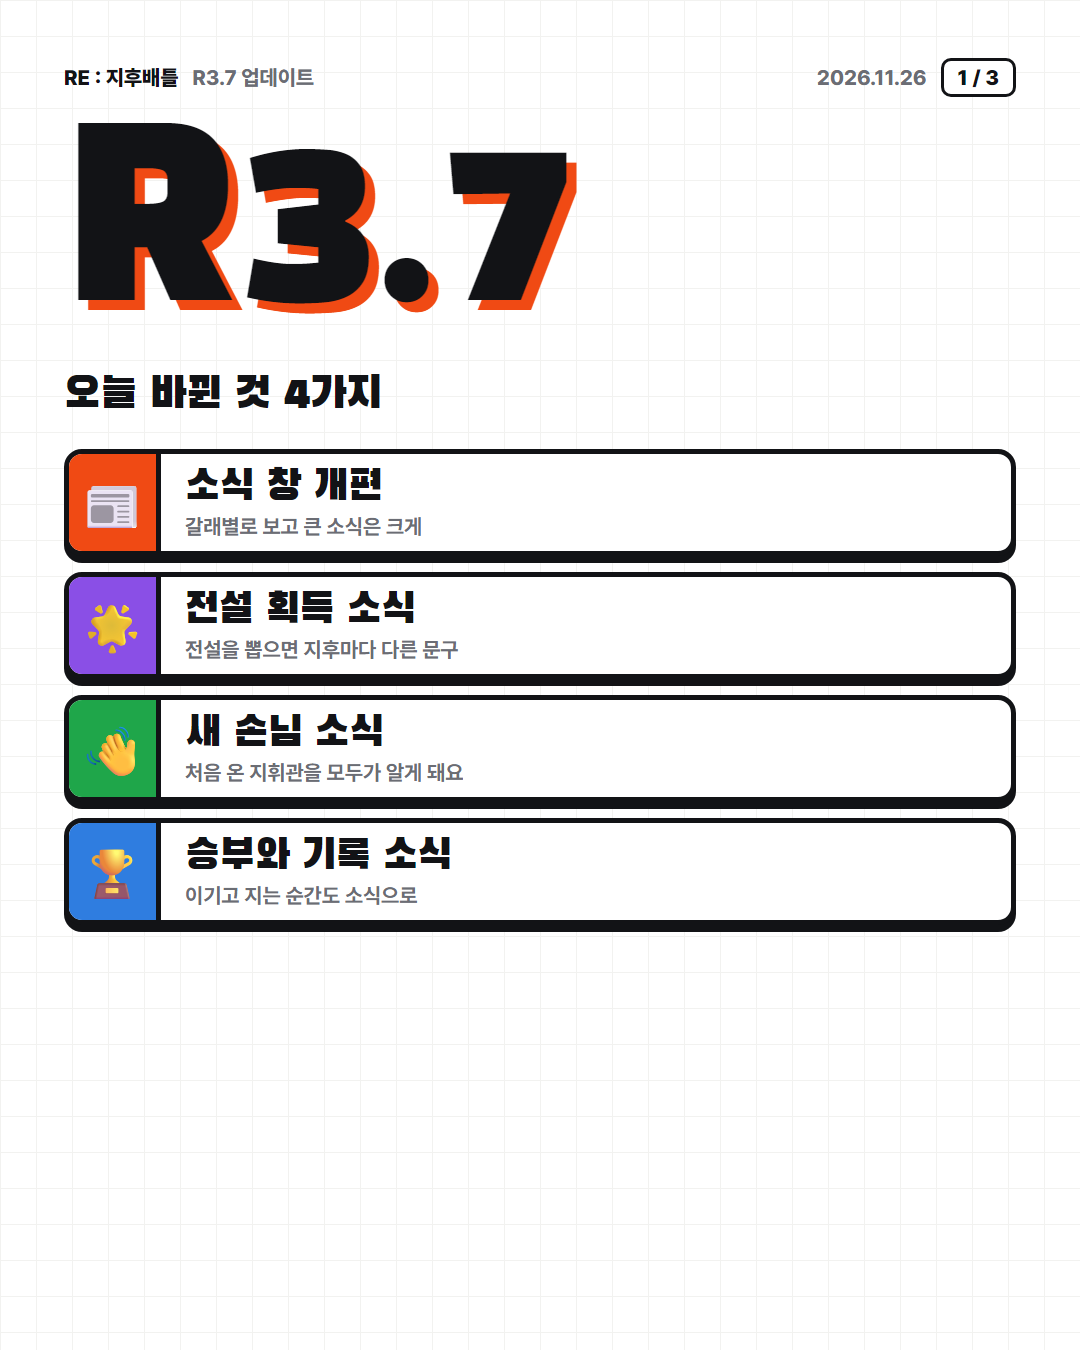 RE : 지후배틀 R3.7 업데이트 2026.11.26 1 / 3
R3.7
오늘 바뀐 것 4가지
소식 창 개편
갈래별로 보고 큰 소식은 크게
전설 획득 소식
전설을 뽑으면 지후마다 다른 문구
새 손님 소식
처음 온 지휘관을 모두가 알게 돼요
승부와 기록 소식
이기고 지는 순간도 소식으로